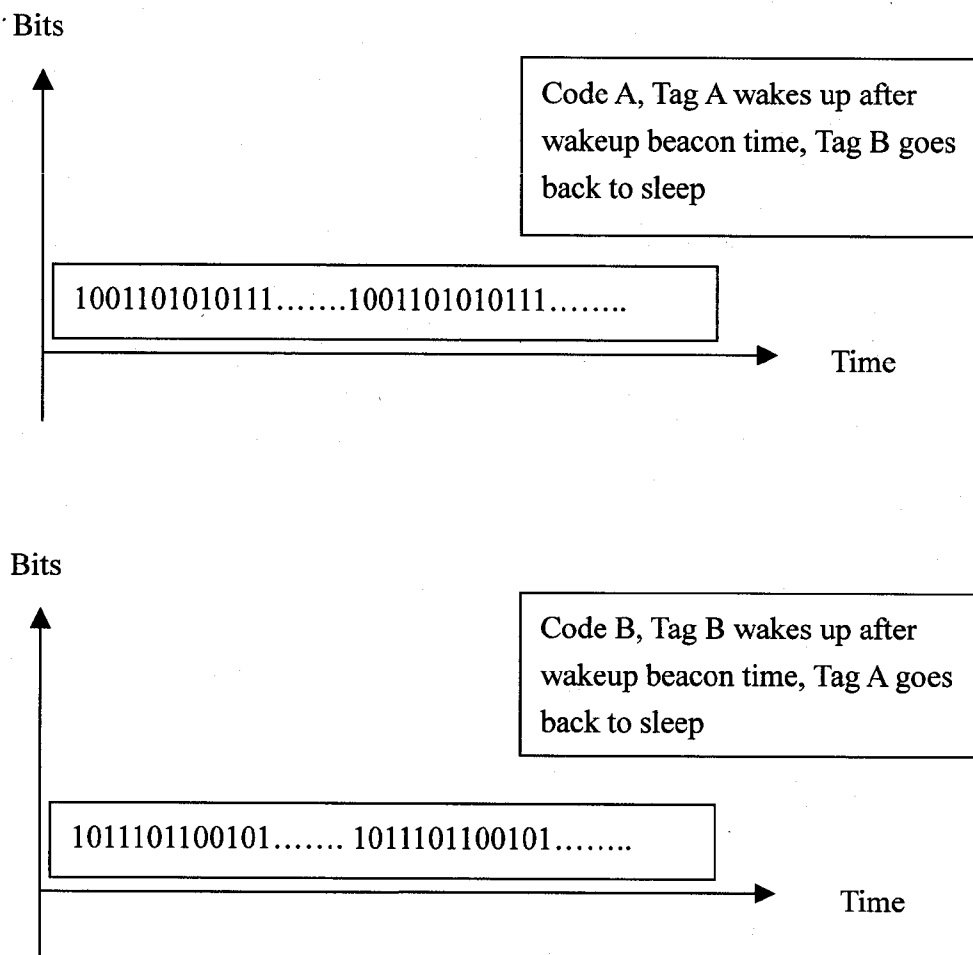 Bits
Code A, Tag A wakes up after
wakeup beacon time, Tag B goes
back to sleep
1001101010111.......1001101010111........
Time
Bits
Code B, Tag B wakes up after
wakeup beacon time, Tag A goes
back to sleep
1011101100101....... 1011101100101........
Time